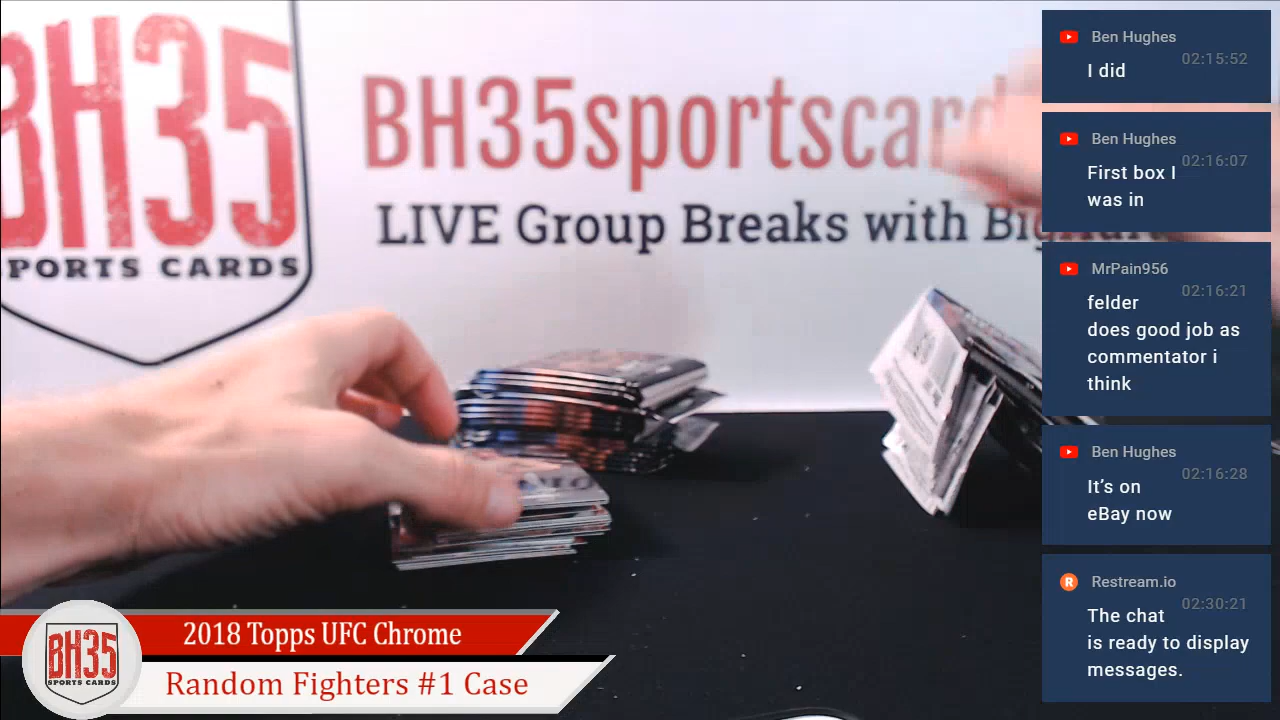 BH35
SPORTS CARDS
BH35sportscard
LIVE Group Breaks with
Ben Hughes
02:15:52
I did
Ben Hughes
02:16:07
First box I
was in
MrPain956
02:16:21
felder
does good job as
commentator i
think
Ben Hughes
02:16:28
It's on
eBay now
Restream.io
02:30:21
The chat
is ready to display
messages.
BH35
SPORTS CARDS
2018 Topps UFC Chrome
Random Fighters #1 Case